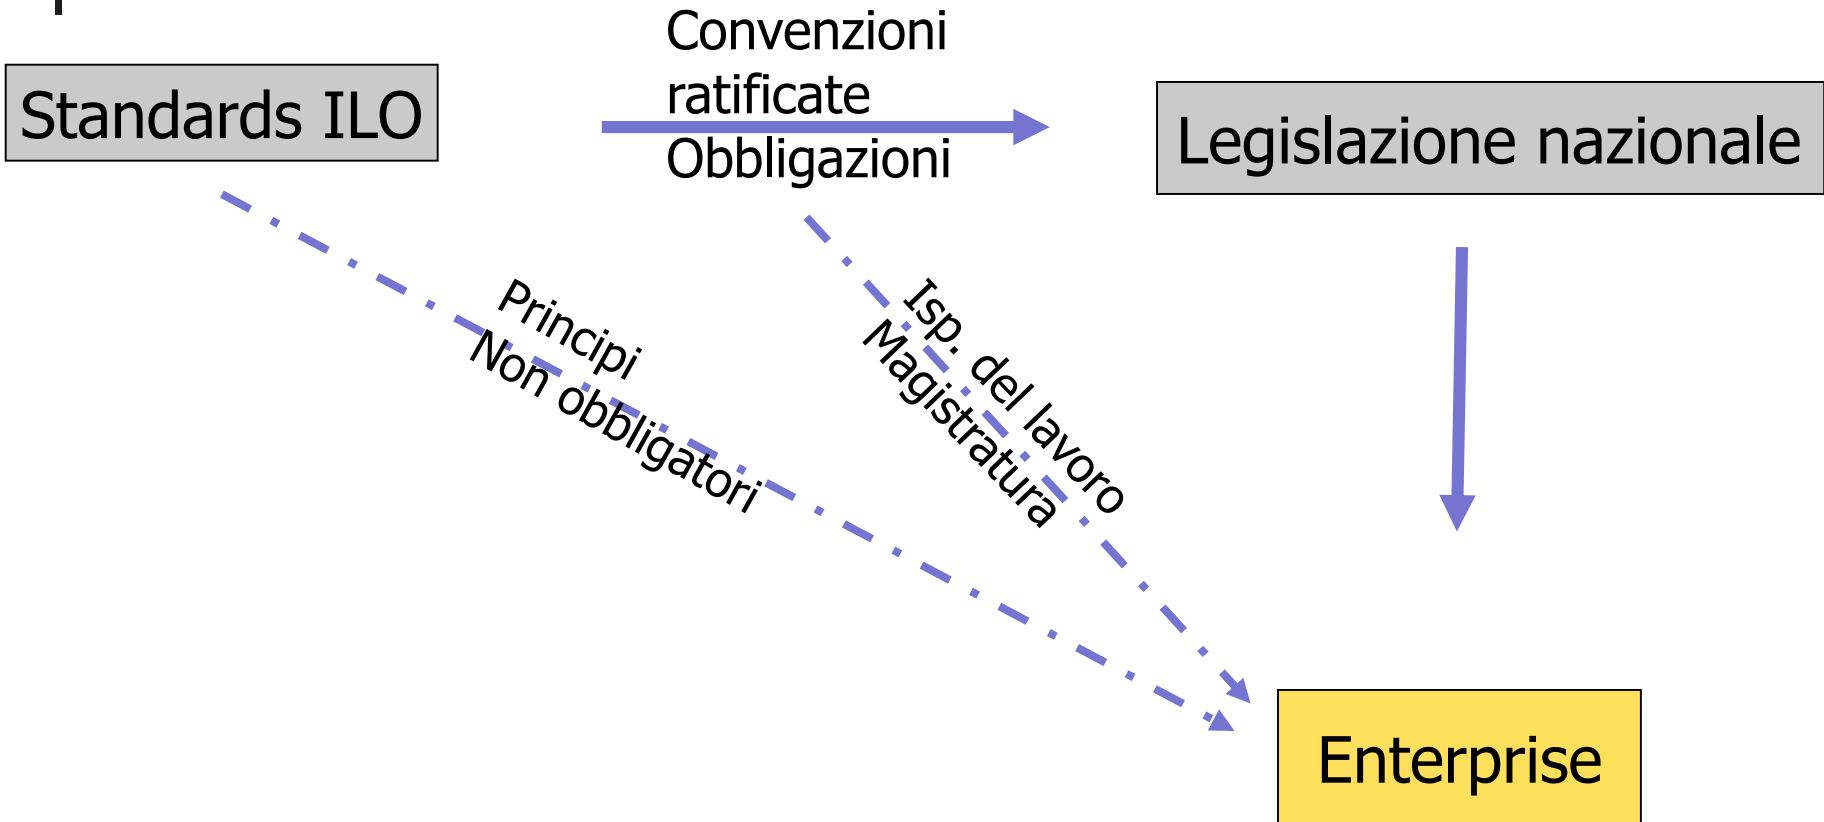 Convenzioni
ratificate
Obbligazioni
Standards ILO
Legislazione nazionale
Principi
Non obbligatori
Isp. del lavoro
Magistratura
Enterprise